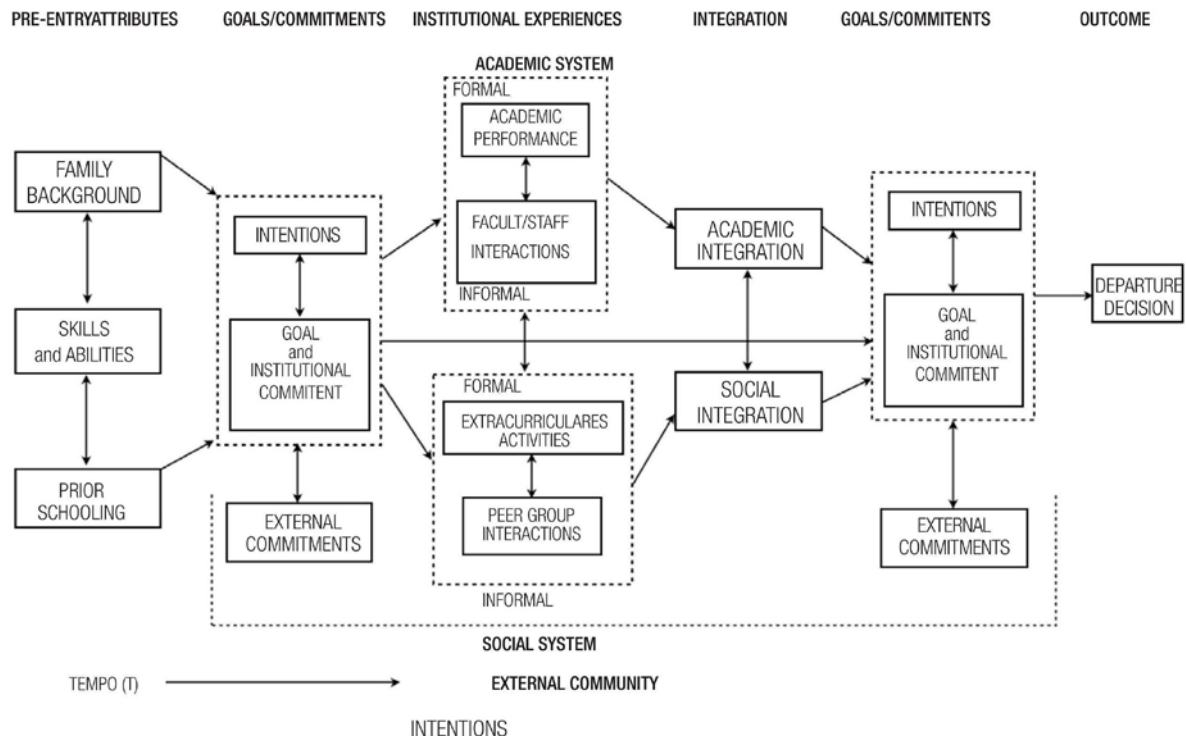 PRE-ENTRYATTRIBUTES
GOALS/COMMITMENTS
INSTITUTIONAL EXPERIENCES
INTEGRATION
GOALS/COMMITENTS
OUTCOME
FAMILY
BACKGROUND
SKILLS
and ABILITIES
PRIOR
SCHOOLING
INTENTIONS
GOAL
and
INSTITUTIONAL
COMMITENT
EXTERNAL
COMMITMENTS
ACADEMIC SYSTEM
FORMAL
ACADEMIC
PERFORMANCE
FACULT/STAFF
INTERACTIONS
INFORMAL
FORMAL
EXTRACURRICULARES
ACTIVITIES
PEER GROUP
INTERACTIONS
INFORMAL
SOCIAL SYSTEM
ACADEMIC
INTEGRATION
SOCIAL
INTEGRATION
INTENTIONS
GOAL
and
INSTITUTIONAL
COMMITENT
EXTERNAL
COMMITMENTS
DEPARTURE
DECISION
TEMPO (T)
EXTERNAL COMMUNITY
INTENTIONS